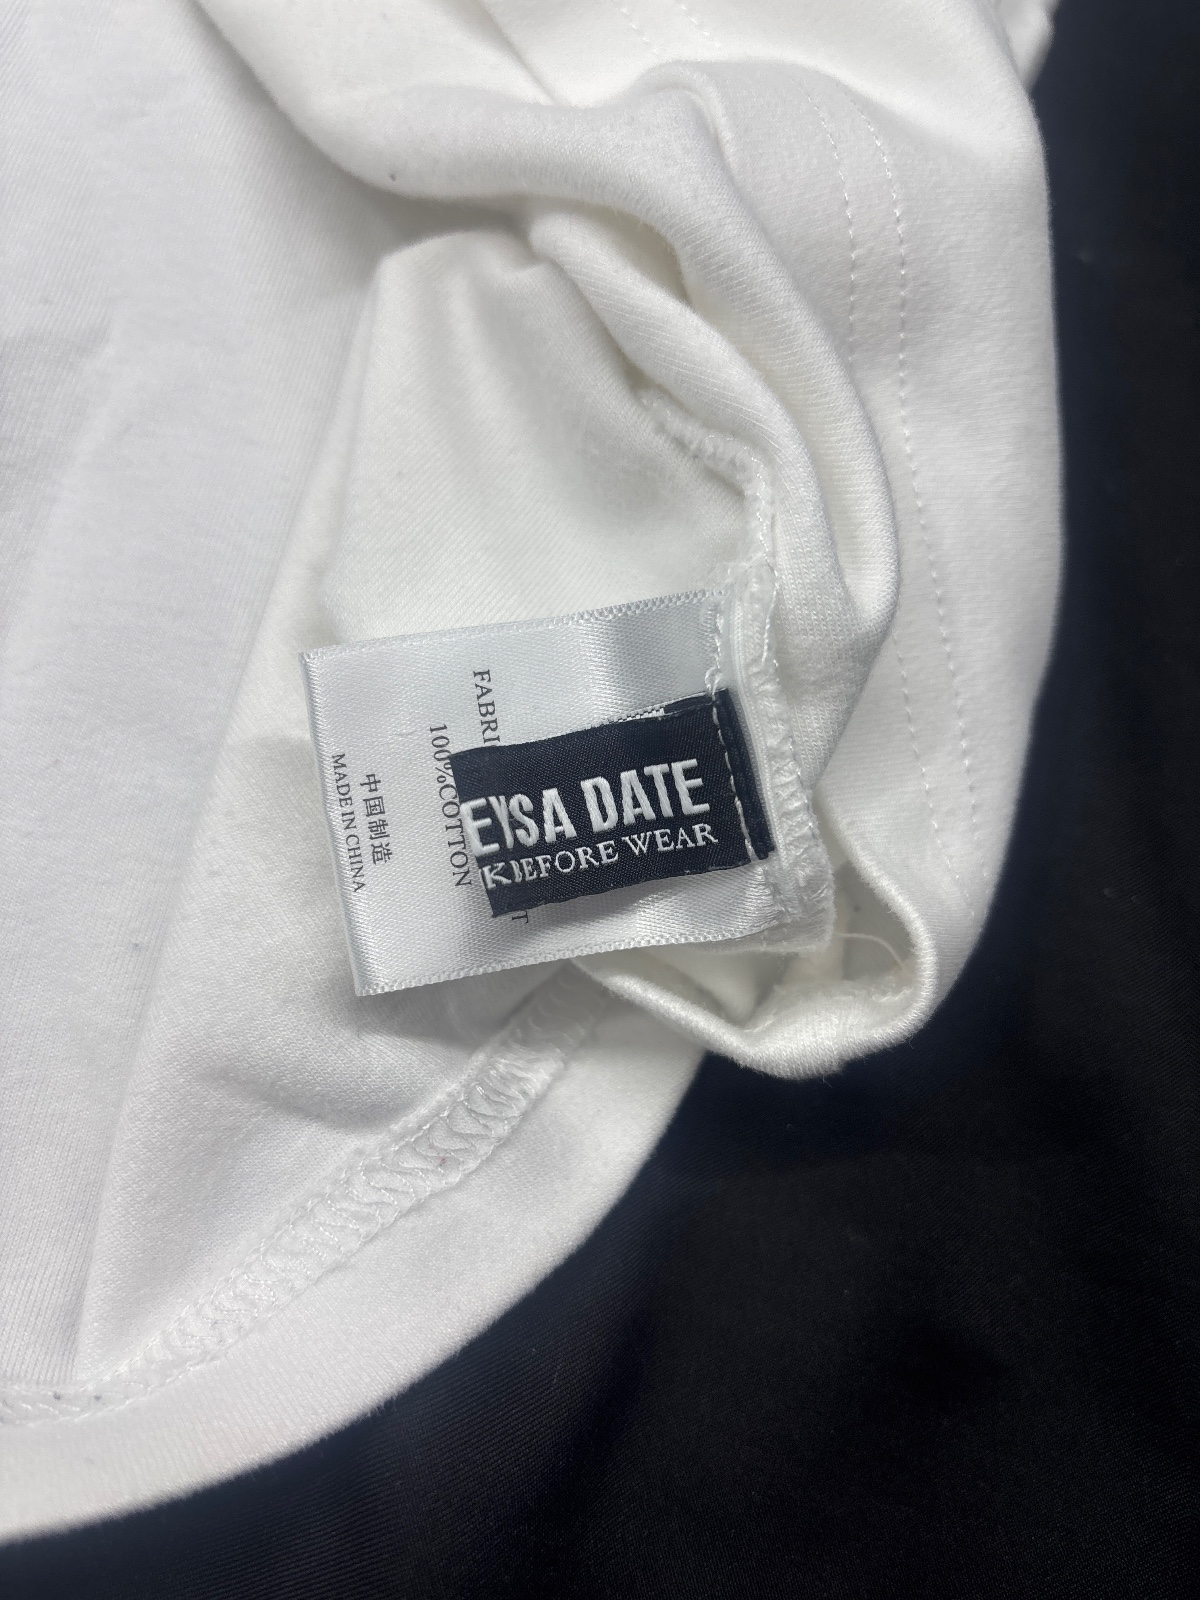 EYSA DATE
KIEFORE WEAR
FABRI
T
100%COTTON
中国制造
MADE IN CHINA